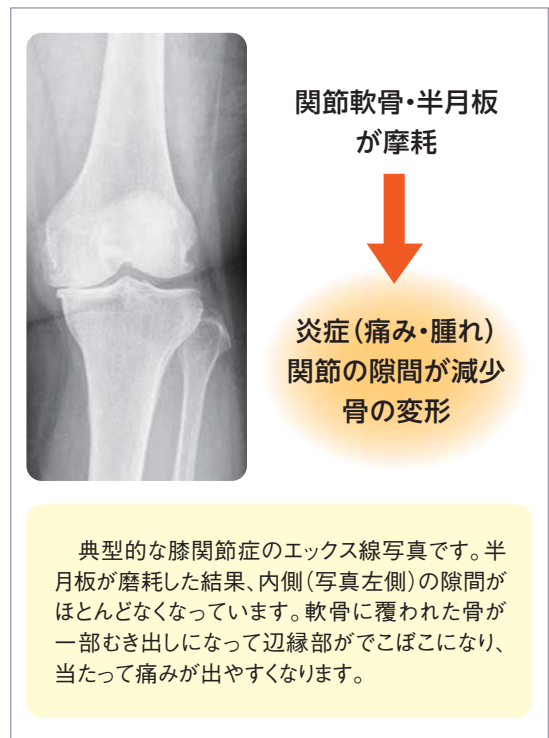 関節軟骨・半月板
が摩耗
炎症（痛み・腫れ）
関節の隙間が減少
骨の変形
典型的な膝関節症のエックス線写真です。半
月板が磨耗した結果、内側（写真左側）の隙間が
ほとんどなくなっています。軟骨に覆われた骨が
一部むき出しになって辺縁部がでこぼこになり、
当たって痛みが出やすくなります。